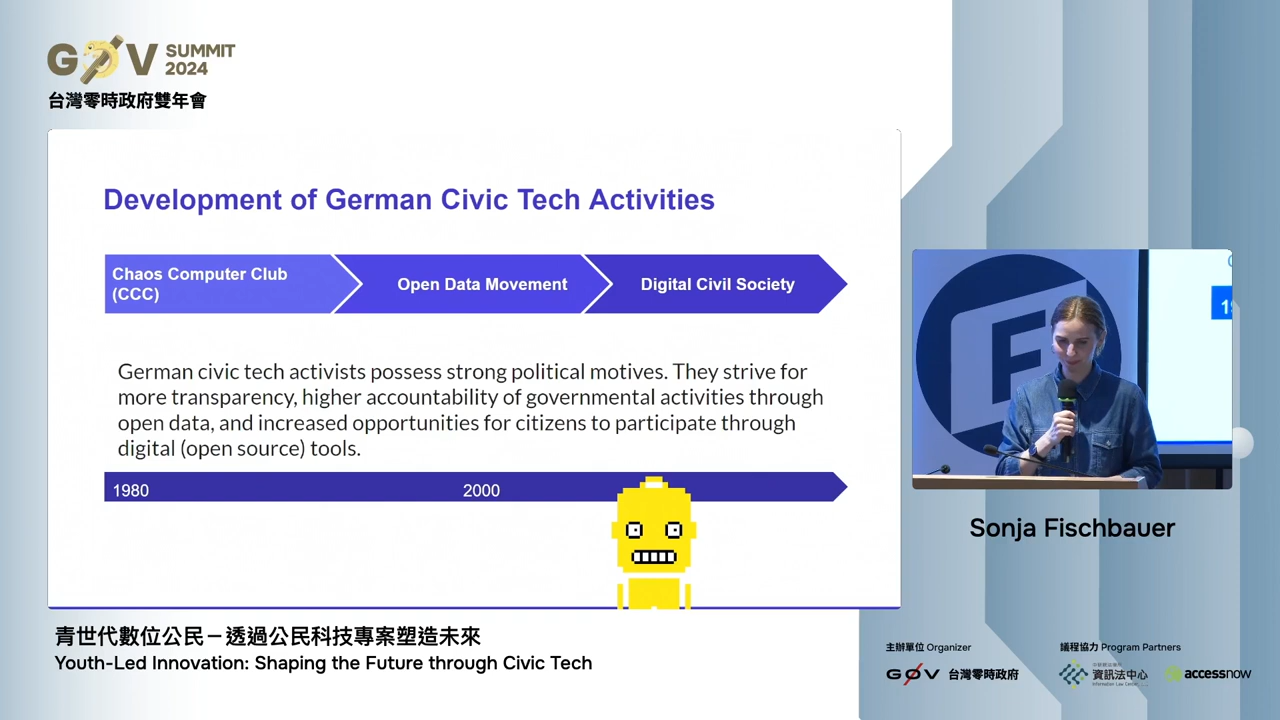 G0V SUMMIT 2024
台灣零時政府雙年會
Development of German Civic Tech Activities
Chaos Computer Club
(CCC)
Open Data Movement
Digital Civil Society
German civic tech activists possess strong political motives. They strive for
more transparency, higher accountability of governmental activities through
open data, and increased opportunities for citizens to participate through
digital (open source) tools.
1980
2000
F
Sonja Fischbauer
青世代數位公民－透過公民科技專案塑造未來
Youth-Led Innovation: Shaping the Future through Civic Tech
主辦單位 Organizer
議程協力 Program Partners
G0V 台灣零時政府
資訊法中心
Information Law Center
accessnow